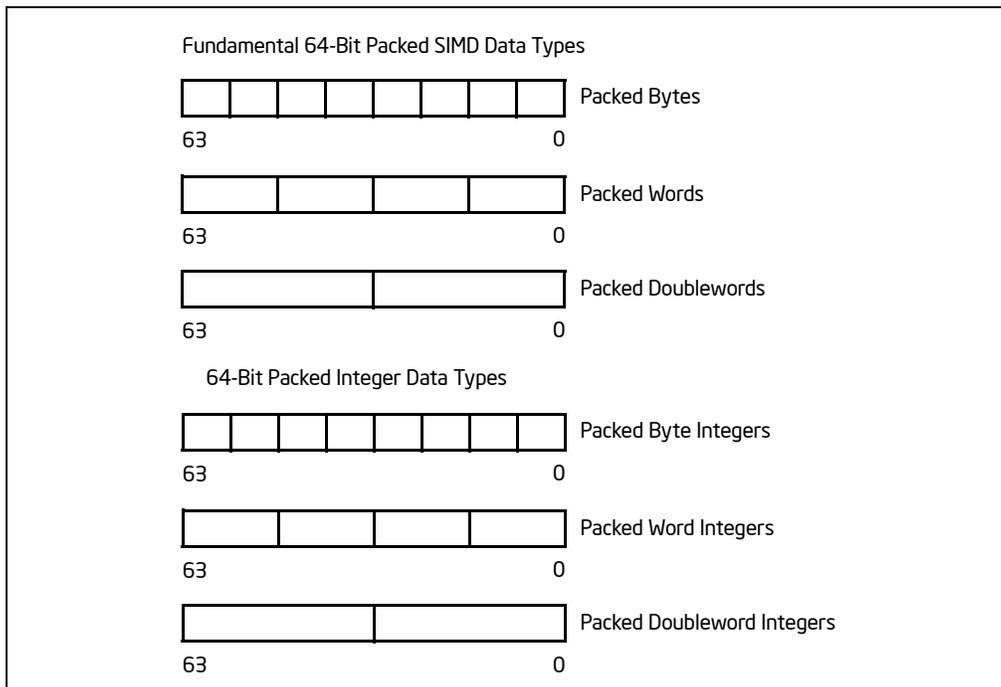 Fundamental 64-Bit Packed SIMD Data Types
Packed Bytes
63 0
Packed Words
63 0
Packed Doublewords
63 0
64-Bit Packed Integer Data Types
Packed Byte Integers
63 0
Packed Word Integers
63 0
Packed Doubleword Integers
63 0